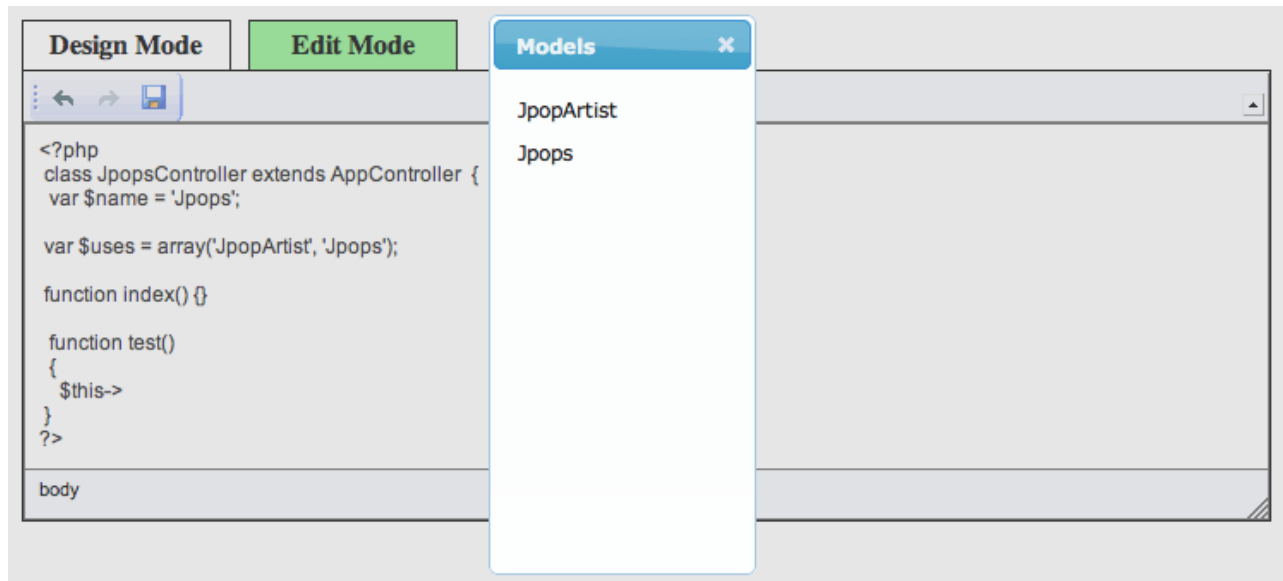 Design Mode
Edit Mode
Models
JpopArtist
Jpops
<?php
class JpopsController extends AppController {
var $name = 'Jpops';
var $uses = array('JpopArtist', 'Jpops');
function index() {}
function test()
{
$this->
}
?>
body